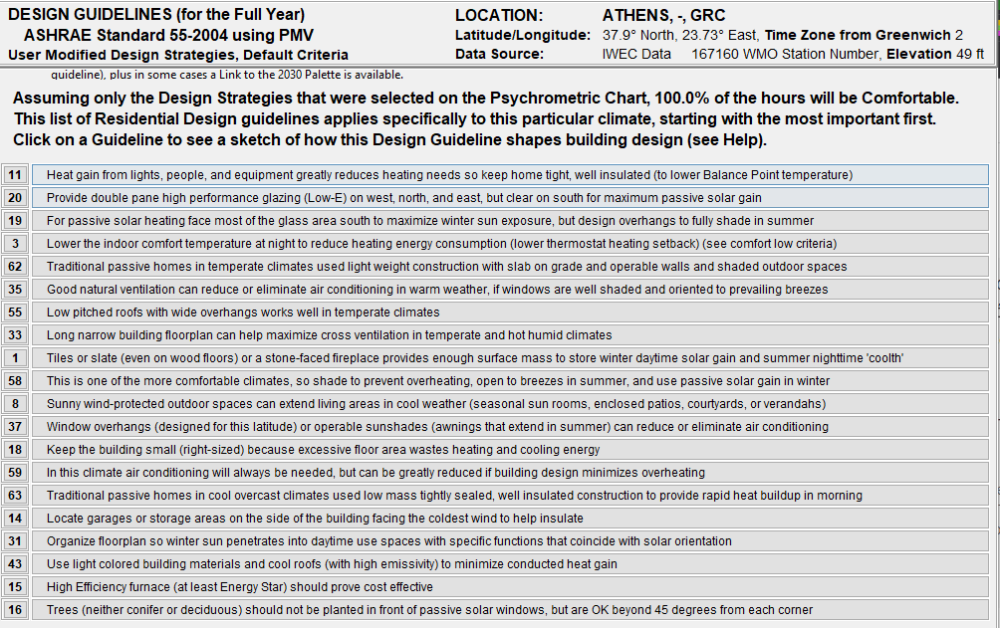 DESIGN GUIDELINES (for the Full Year)
ASHRAE Standard 55-2004 using PMV
User Modified Design Strategies, Default Criteria
LOCATION: ATHENS, -, GRC
Latitude/Longitude: 37.9° North, 23.73° East, Time Zone from Greenwich 2
Data Source: IWEC Data 167160 WMO Station Number, Elevation 49 ft
guideline), plus in some cases a Link to the 2030 Palette is available.
Assuming only the Design Strategies that were selected on the Psychrometric Chart, 100.0% of the hours will be Comfortable.
This list of Residential Design guidelines applies specifically to this particular climate, starting with the most important first.
Click on a Guideline to see a sketch of how this Design Guideline shapes building design (see Help).
11 Heat gain from lights, people, and equipment greatly reduces heating needs so keep home tight, well insulated (to lower Balance Point temperature)
20 Provide double pane high performance glazing (Low-E) on west, north, and east, but clear on south for maximum passive solar gain
19 For passive solar heating face most of the glass area south to maximize winter sun exposure, but design overhangs to fully shade in summer
3 Lower the indoor comfort temperature at night to reduce heating energy consumption (lower thermostat heating setback) (see comfort low criteria)
62 Traditional passive homes in temperate climates used light weight construction with slab on grade and operable walls and shaded outdoor spaces
35 Good natural ventilation can reduce or eliminate air conditioning in warm weather, if windows are well shaded and oriented to prevailing breezes
55 Low pitched roofs with wide overhangs works well in temperate climates
33 Long narrow building floorplan can help maximize cross ventilation in temperate and hot humid climates
1 Tiles or slate (even on wood floors) or a stone-faced fireplace provides enough surface mass to store winter daytime solar gain and summer nighttime 'coolth'
58 This is one of the more comfortable climates, so shade to prevent overheating, open to breezes in summer, and use passive solar gain in winter
8 Sunny wind-protected outdoor spaces can extend living areas in cool weather (seasonal sun rooms, enclosed patios, courtyards, or verandahs)
37 Window overhangs (designed for this latitude) or operable sunshades (awnings that extend in summer) can reduce or eliminate air conditioning
18 Keep the building small (right-sized) because excessive floor area wastes heating and cooling energy
59 In this climate air conditioning will always be needed, but can be greatly reduced if building design minimizes overheating
63 Traditional passive homes in cool overcast climates used low mass tightly sealed, well insulated construction to provide rapid heat buildup in morning
14 Locate garages or storage areas on the side of the building facing the coldest wind to help insulate
31 Organize floorplan so winter sun penetrates into daytime use spaces with specific functions that coincide with solar orientation
43 Use light colored building materials and cool roofs (with high emissivity) to minimize conducted heat gain
15 High Efficiency furnace (at least Energy Star) should prove cost effective
16 Trees (neither conifer or deciduous) should not be planted in front of passive solar windows, but are OK beyond 45 degrees from each corner